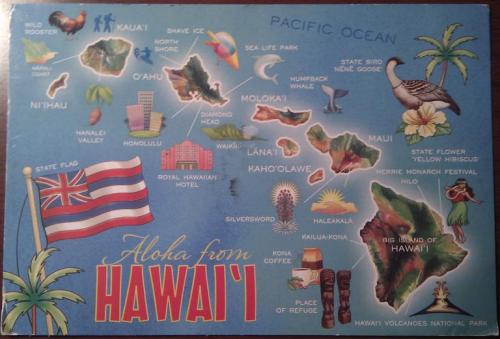 PACIFIC OCEAN
WILD
ROOSTER
KAUA'I
SHAVE ICE
NORTH
SHORE
SEA LIFE PARK
NĀPALI
COAST
O'AHU
HUMPBACK
WHALE
STATE BIRD
'NĒNĒ GOOSE'
NI'IHAU
MOLOKA'I
DIAMOND
HEAD
HANALEI
VALLEY
HONOLULU
WAIKIKI
MAUI
LĀNA'I
STATE FLOWER
'YELLOW HIBISCUS'
STATE FLAG
ROYAL HAWAIIAN
HOTEL
KAHO'OLAWE
MERRIE MONARCH FESTIVAL
HILO
SILVERSWORD
HALEAKALĀ
KAILUA-KONA
BIG ISLAND OF
HAWAI'I
Aloha from
HAWAI'I
KONA
COFFEE
PLACE
OF REFUGE
HAWAI'I VOLCANOES NATIONAL PARK